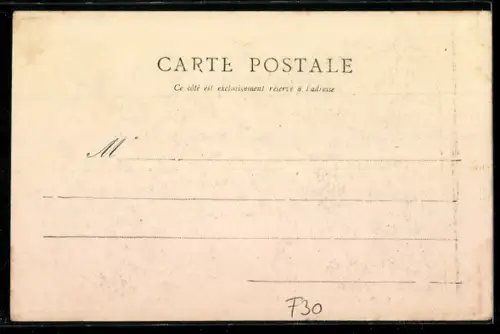 CARTE POSTALE
Ce côté est exclusivement réservé à l'adresse
M
F30